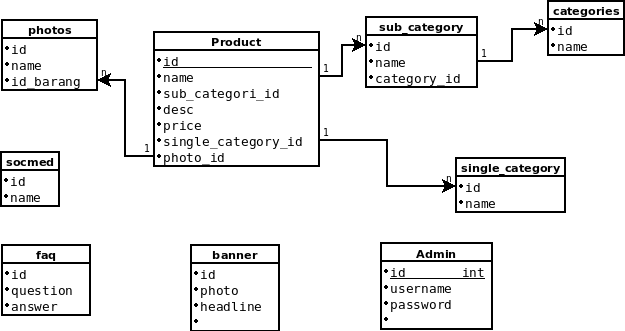 photos
id
name
id_barang
n
Product
id
name
sub_categori_id
desc
price
single_category_id
photo_id
1
1
1
sub_category
id
name
category_id
n
1
categories
id
name
n
single_category
id
name
n
socmed
id
name
faq
id
question
answer
banner
id
photo
headline
Admin
id int
username
password